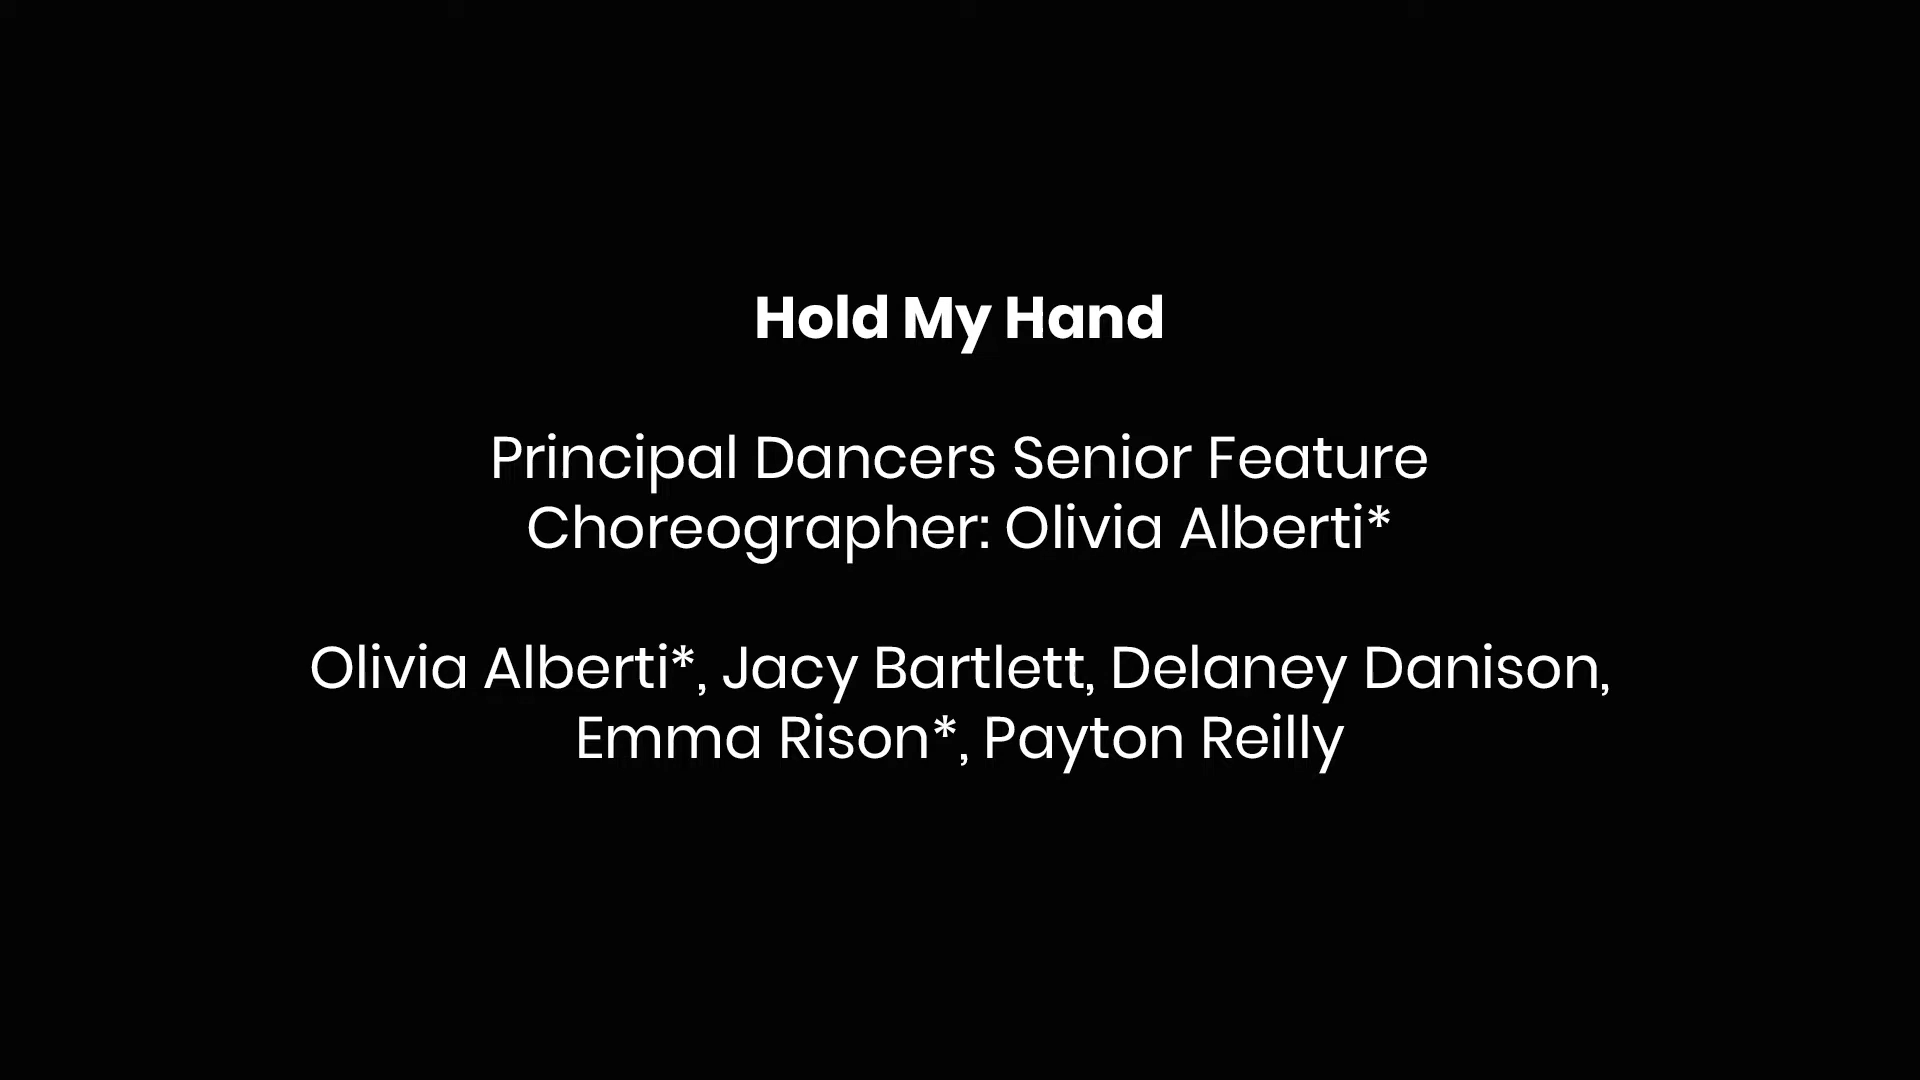 Hold My Hand
Principal Dancers Senior Feature
Choreographer: Olivia Alberti*
Olivia Alberti*, Jacy Bartlett, Delaney Danison,
Emma Rison*, Payton Reilly